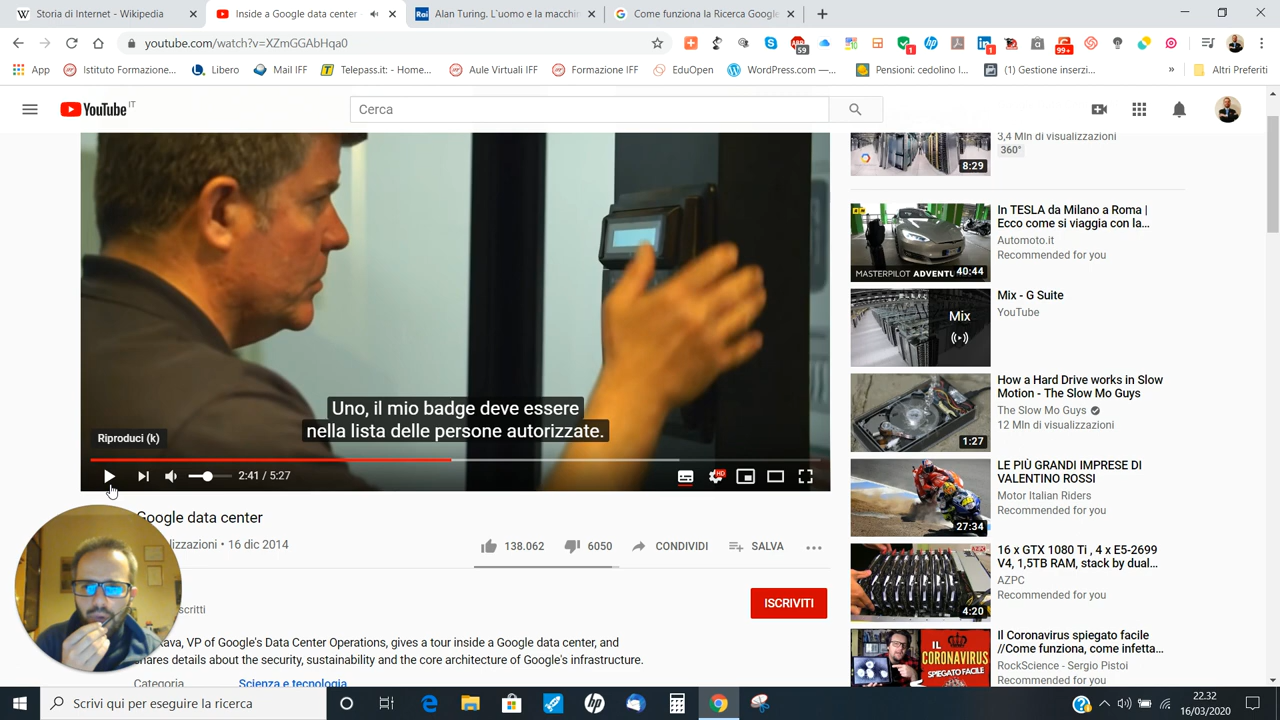 Storia di Internet - Wikipedia
Inside a Google data center
Alan Turing. L'uomo e la macchin
Come funziona la Ricerca Google
youtube.com/watch?v=XZmGGAbHqa0
59
1
1
99+
App
Istituto Formazione...
Libero
Mail IFF
Telepass.it: - Home...
Aule Virtuali IFF
Formazione IFF
EduOpen
WordPress.com —...
Pensioni: cedolino I...
(1) Gestione inserzi...
»
Altri Preferiti
YouTube IT
Cerca
3,4 Mln di visualizzazioni
360°
8:29
In TESLA da Milano a Roma |
Ecco come si viaggia con la...
Automoto.it
Recommended for you
MASTERPILOT ADVENTU
40:44
Mix - G Suite
YouTube
Mix
How a Hard Drive works in Slow
Motion - The Slow Mo Guys
The Slow Mo Guys
12 Mln di visualizzazioni
1:27
LE PIÙ GRANDI IMPRESE DI
VALENTINO ROSSI
Motor Italian Riders
Recommended for you
27:34
16 x GTX 1080 Ti , 4 x E5-2699
V4, 1,5TB RAM, stack by dual...
AZPC
Recommended for you
4:20
Il Coronavirus spiegato facile
//Come funziona, come infetta...
RockScience - Sergio Pistoi
Recommended for you
IL
CORONAVIRUS
SPIEGATO FACILE
Uno, il mio badge deve essere
nella lista delle persone autorizzate.
Riproduci (k)
2:41 / 5:27
HD
Google data center
lizzazioni • 16 dic 2014
138.062
6050
CONDIVIDI
SALVA
scritti
ISCRIVITI
ava, VP of Google's Data Center Operations, gives a tour inside a Google data center, and
shares details about the security, sustainability and the core architecture of Google's infrastructure.
Categoria
Scienza e tecnologia
Scrivi qui per eseguire la ricerca
22.32
16/03/2020